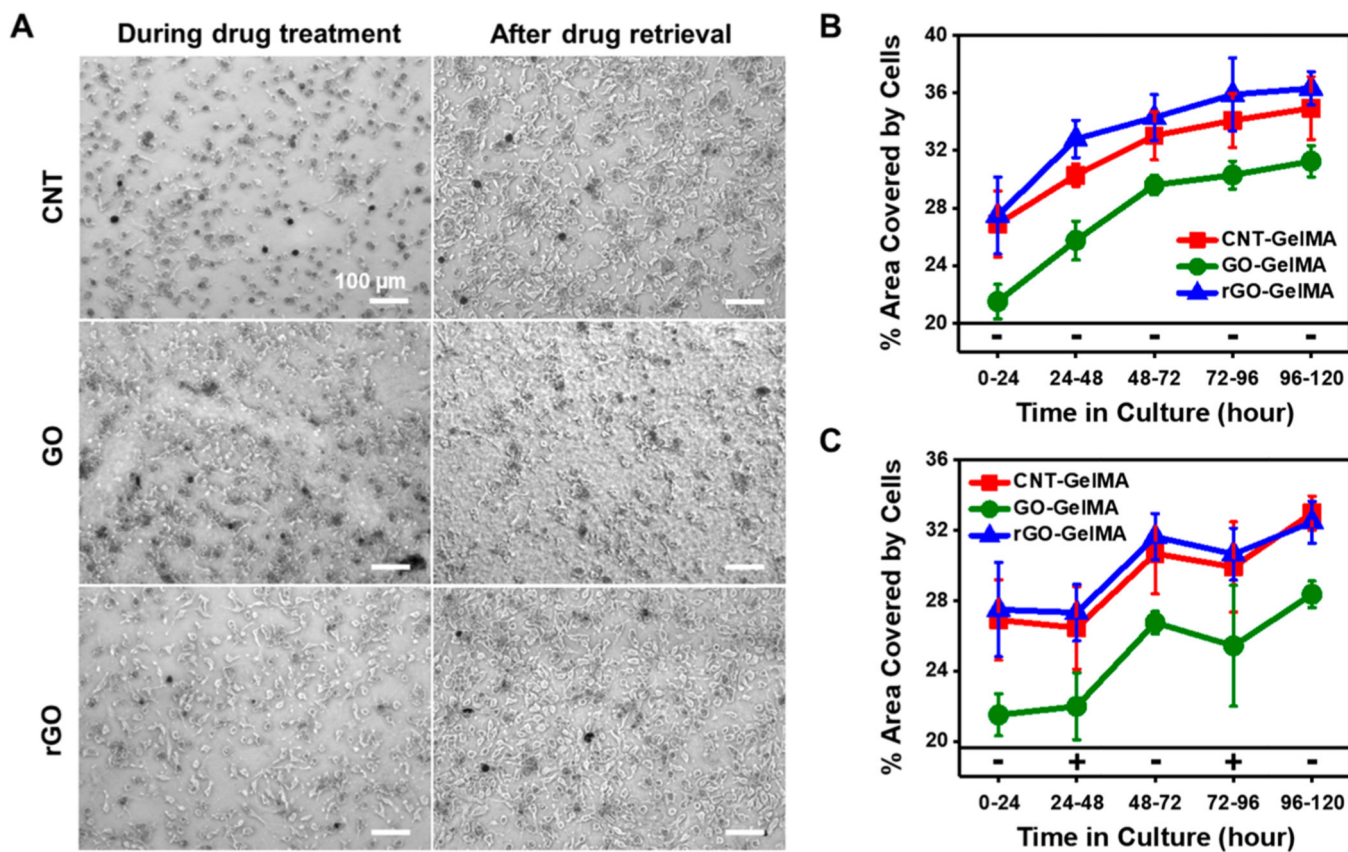 A
During drug treatment
After drug retrieval
CNT
100 µm
GO
rGO
B
% Area Covered by Cells
40
36
32
28
24
20
CNT-GelMA
GO-GelMA
rGO-GelMA
- - - - -
0-24 24-48 48-72 72-96 96-120
Time in Culture (hour)
C
% Area Covered by Cells
36
32
28
24
20
CNT-GelMA
GO-GelMA
rGO-GelMA
- + - + -
0-24 24-48 48-72 72-96 96-120
Time in Culture (hour)